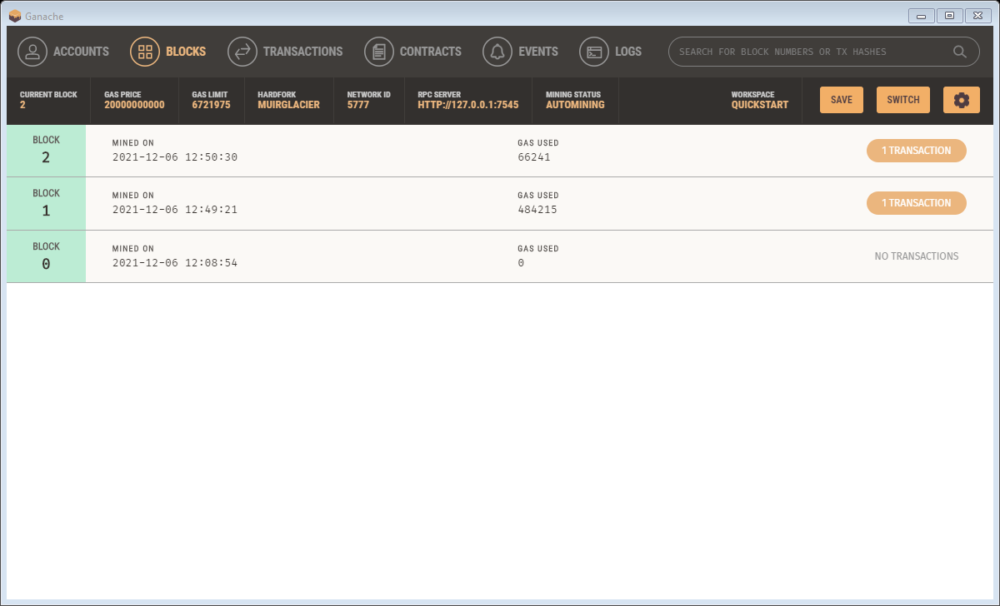 Ganache
ACCOUNTS BLOCKS TRANSACTIONS CONTRACTS EVENTS LOGS SEARCH FOR BLOCK NUMBERS OR TX HASHES
CURRENT BLOCK GAS PRICE GAS LIMIT HARDFORK NETWORK ID RPC SERVER MINING STATUS WORKSPACE
2 20000000000 6721975 MUIRGLACIER 5777 HTTP://127.0.0.1:7545 AUTOMINING QUICKSTART SAVE SWITCH
BLOCK MINED ON GAS USED
2 2021-12-06 12:50:30 66241 1 TRANSACTION
BLOCK MINED ON GAS USED
1 2021-12-06 12:49:21 484215 1 TRANSACTION
BLOCK MINED ON GAS USED
0 2021-12-06 12:08:54 0 NO TRANSACTIONS